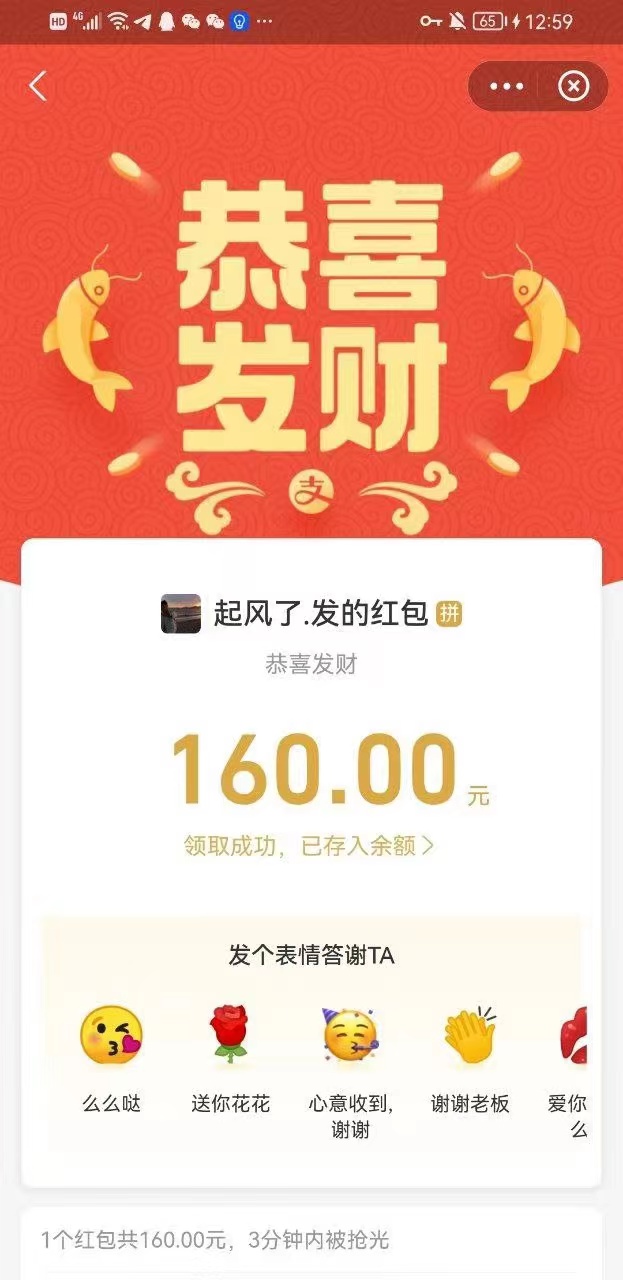 HD 4G 65 12:59
恭喜
发财
支
起风了.发的红包 拼
恭喜发财
160.00元
领取成功，已存入余额
发个表情答谢TA
么么哒 送你花花 心意收到, 谢谢老板 爱你
谢谢 么
1个红包共160.00元，3分钟内被抢光